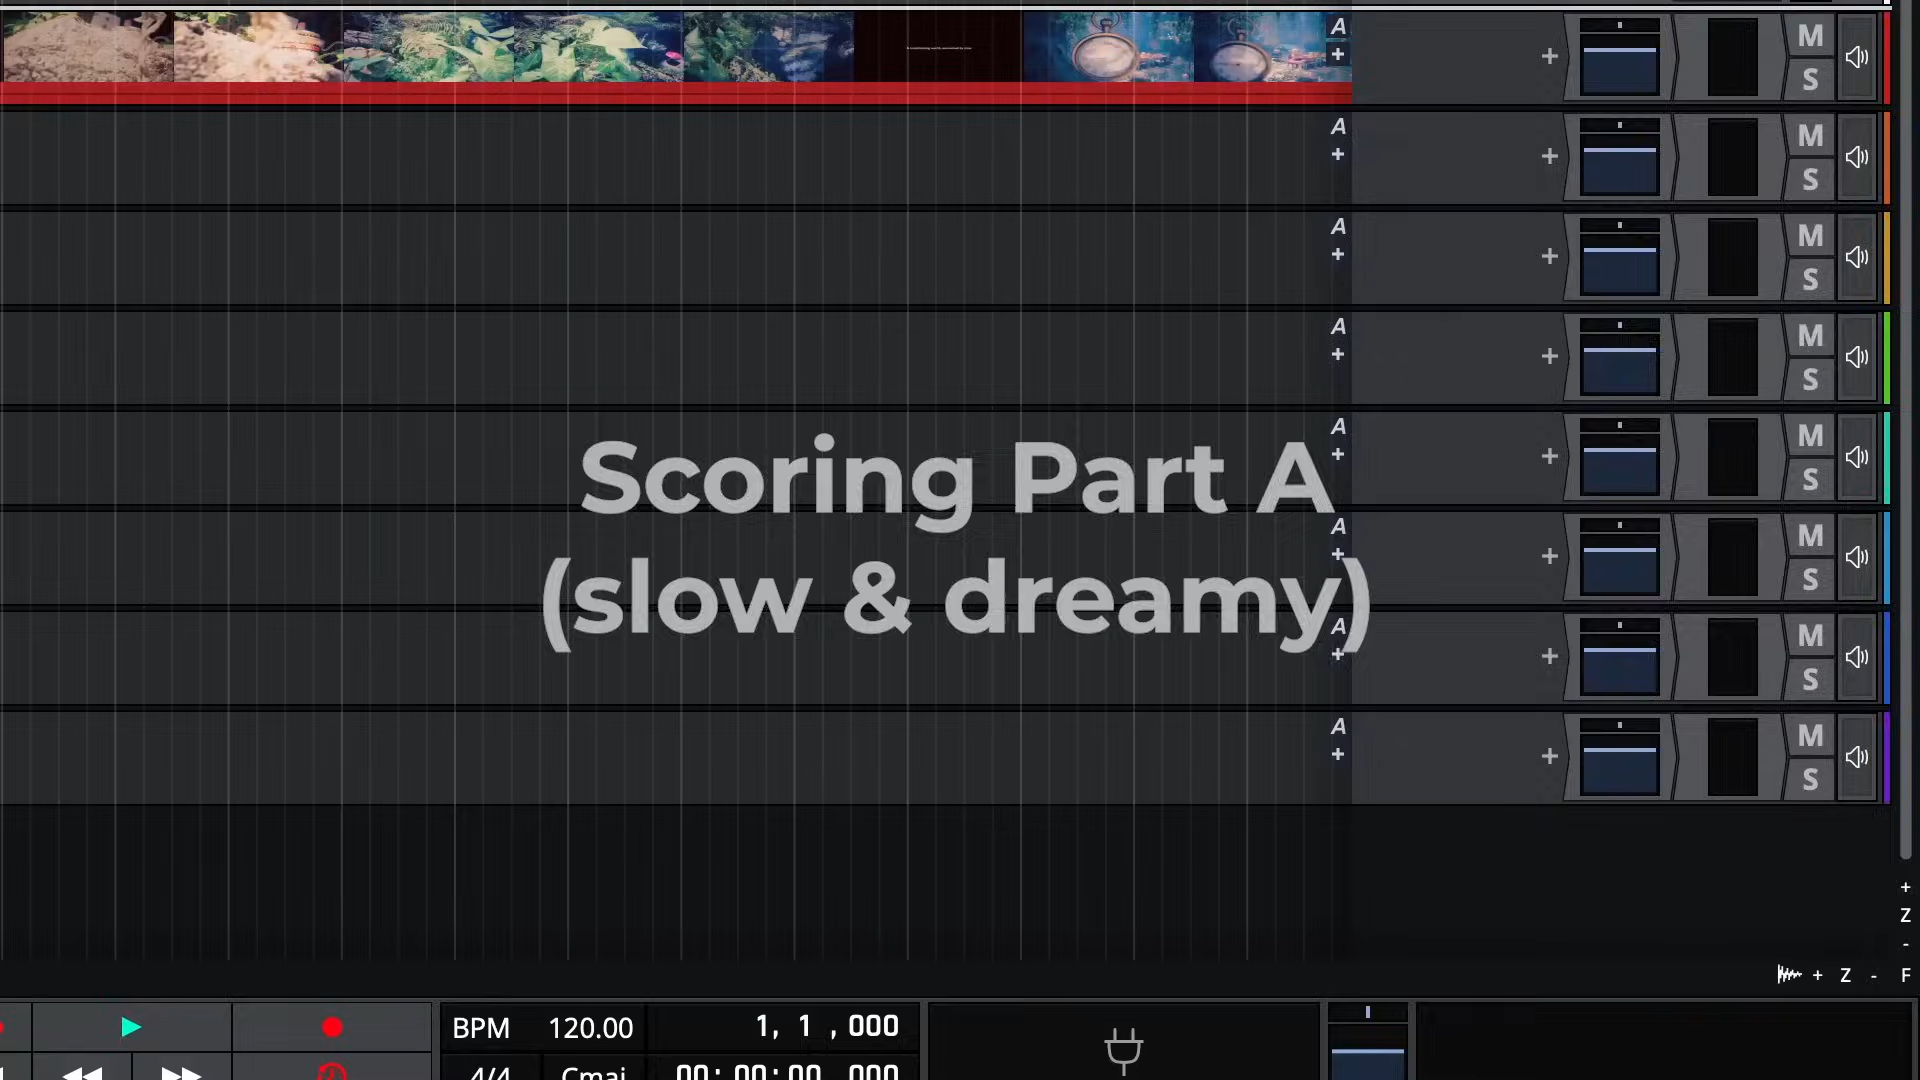 A
+
+
M
S
A
+
+
M
S
A
+
+
M
S
A
+
+
M
S
A
+
+
M
S
Scoring Part A
(slow & dreamy)
A
+
+
M
S
A
+
+
M
S
A
+
+
M
S
+
Z
-
+ Z - F
BPM 120.00
1, 1 ,000
4/4 Cmaj
00:00:00.000